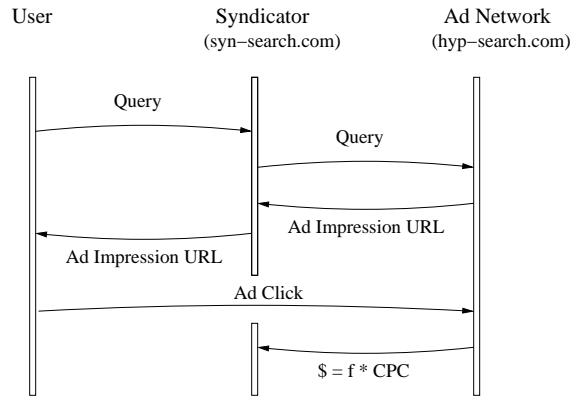 User
Syndicator
(syn−search.com)
Ad Network
(hyp−search.com)
Query
Query
Ad Impression URL
Ad Impression URL
Ad Click
$ = f * CPC